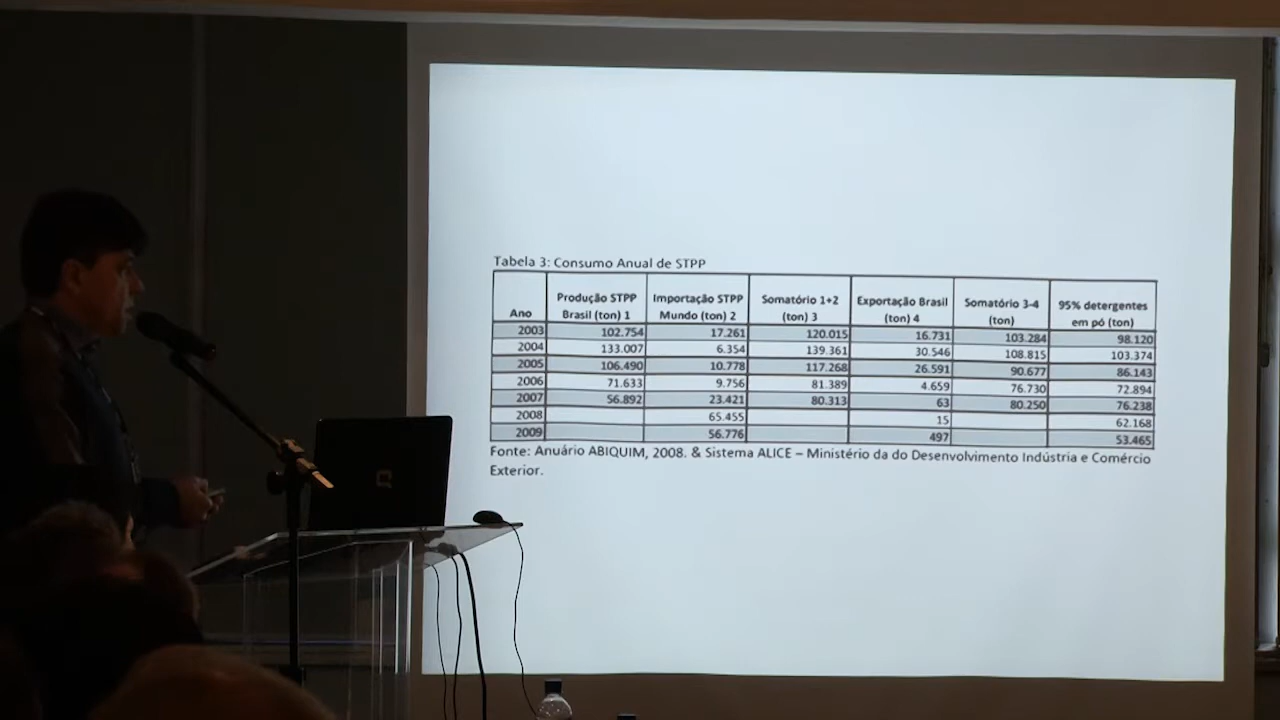 Tabela 3: Consumo Anual de STPP
Ano Produção STPP Brasil (ton) 1 Importação STPP Mundo (ton) 2 Somatório 1+2 (ton) 3 Exportação Brasil (ton) 4 Somatório 3-4 (ton) 95% detergentes em pó (ton)
2003 102.754 17.261 120.015 16.731 103.284 98.120
2004 133.007 6.354 139.361 30.546 108.815 103.374
2005 106.490 10.778 117.268 26.591 90.677 86.143
2006 71.633 9.756 81.389 4.659 76.730 72.894
2007 56.892 23.421 80.313 63 80.250 76.238
2008 65.455 15 62.168
2009 56.776 497 53.465
Fonte: Anuário ABIQUIM, 2008. & Sistema ALICE – Ministério da do Desenvolvimento Indústria e Comércio
Exterior.